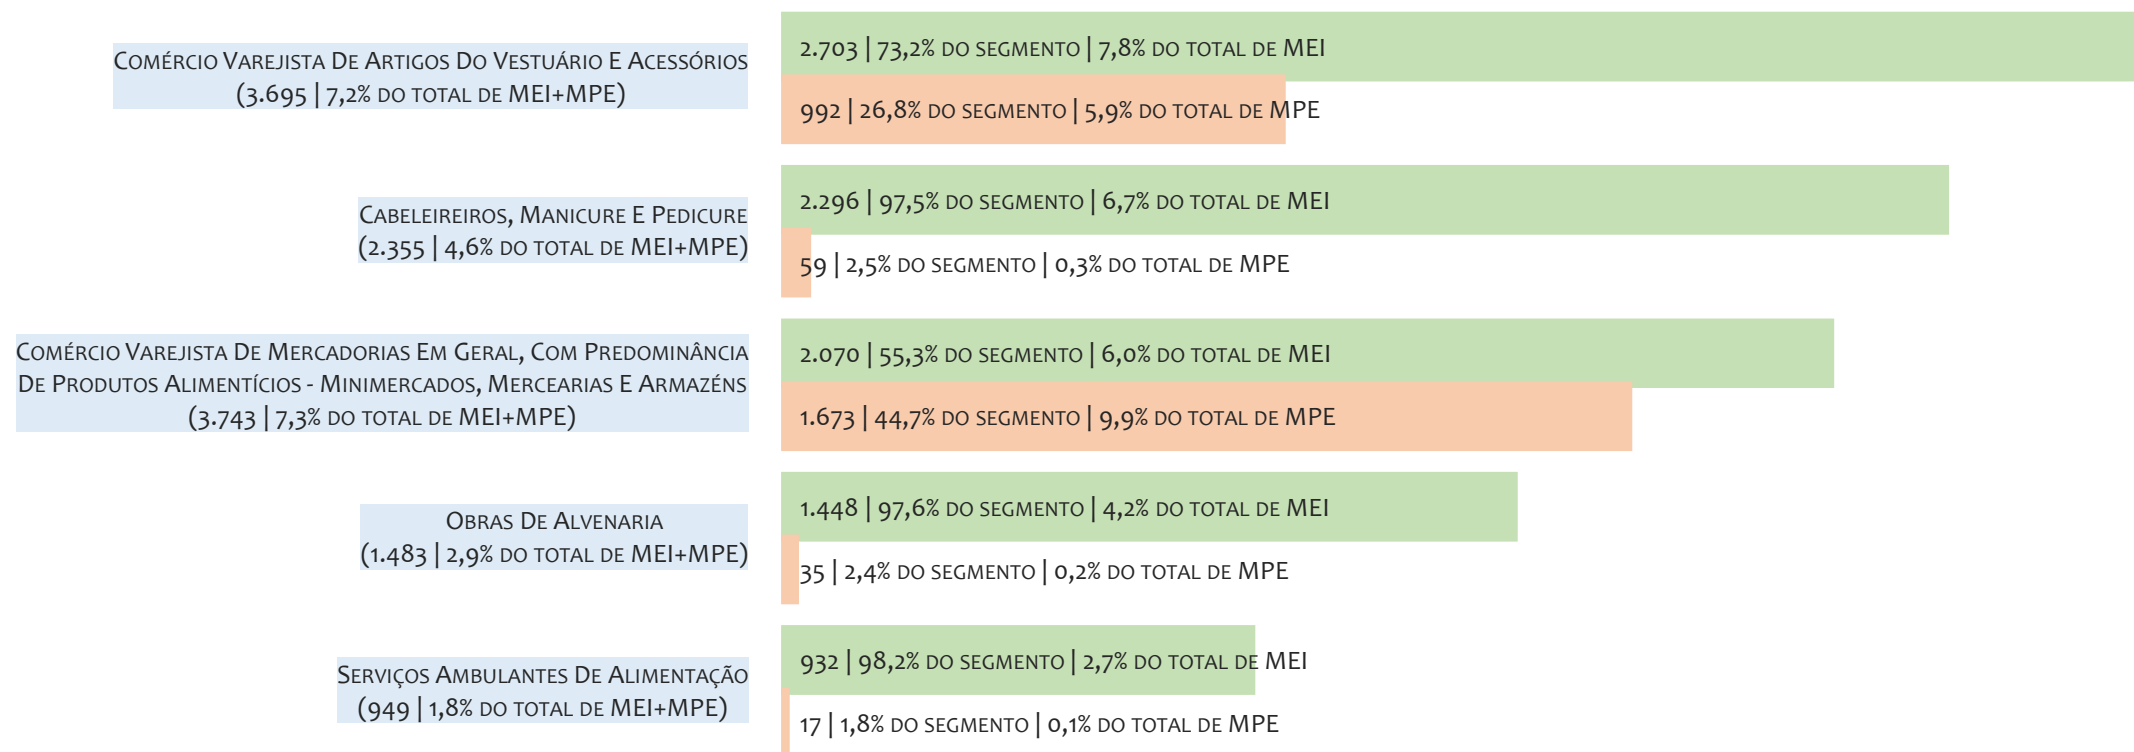 Comércio Varejista De Artigos Do Vestuário E Acessórios
(3.695 | 7,2% do total de MEI+MPE)
2.703 | 73,2% do segmento | 7,8% do total de MEI
992 | 26,8% do segmento | 5,9% do total de MPE
Cabeleireiros, Manicure E Pedicure
(2.355 | 4,6% do total de MEI+MPE)
2.296 | 97,5% do segmento | 6,7% do total de MEI
59 | 2,5% do segmento | 0,3% do total de MPE
Comércio Varejista De Mercadorias Em Geral, Com Predominância
De Produtos Alimentícios - Minimercados, Mercearias E Armazéns
(3.743 | 7,3% do total de MEI+MPE)
2.070 | 55,3% do segmento | 6,0% do total de MEI
1.673 | 44,7% do segmento | 9,9% do total de MPE
Obras De Alvenaria
(1.483 | 2,9% do total de MEI+MPE)
1.448 | 97,6% do segmento | 4,2% do total de MEI
35 | 2,4% do segmento | 0,2% do total de MPE
Serviços Ambulantes De Alimentação
(949 | 1,8% do total de MEI+MPE)
932 | 98,2% do segmento | 2,7% do total de MEI
17 | 1,8% do segmento | 0,1% do total de MPE